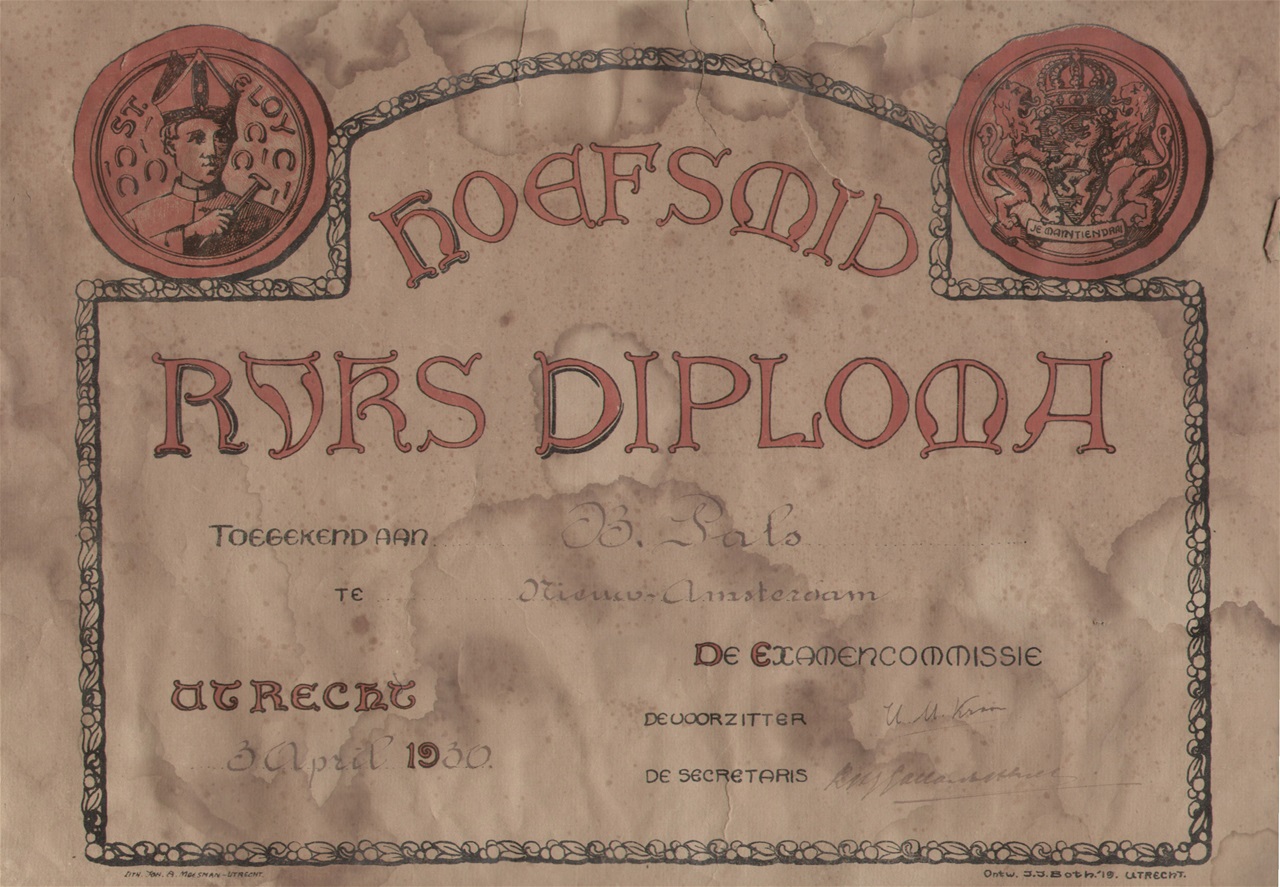 ST. ELOY
JE MAINTIENDRAI
HOEFSMID
RYKS DIPLOMA
TOEGEKEND AAN B. Pals
TE Nieuw-Amsterdam
DE EXAMENCOMMISSIE
UTRECHT
DE VOORZITTER
3 April 1930.
DE SECRETARIS
LITH. JOH. A. MOESMAN-UTRECHT.
Ontw. J.J. Both.'19. UTRECHT.